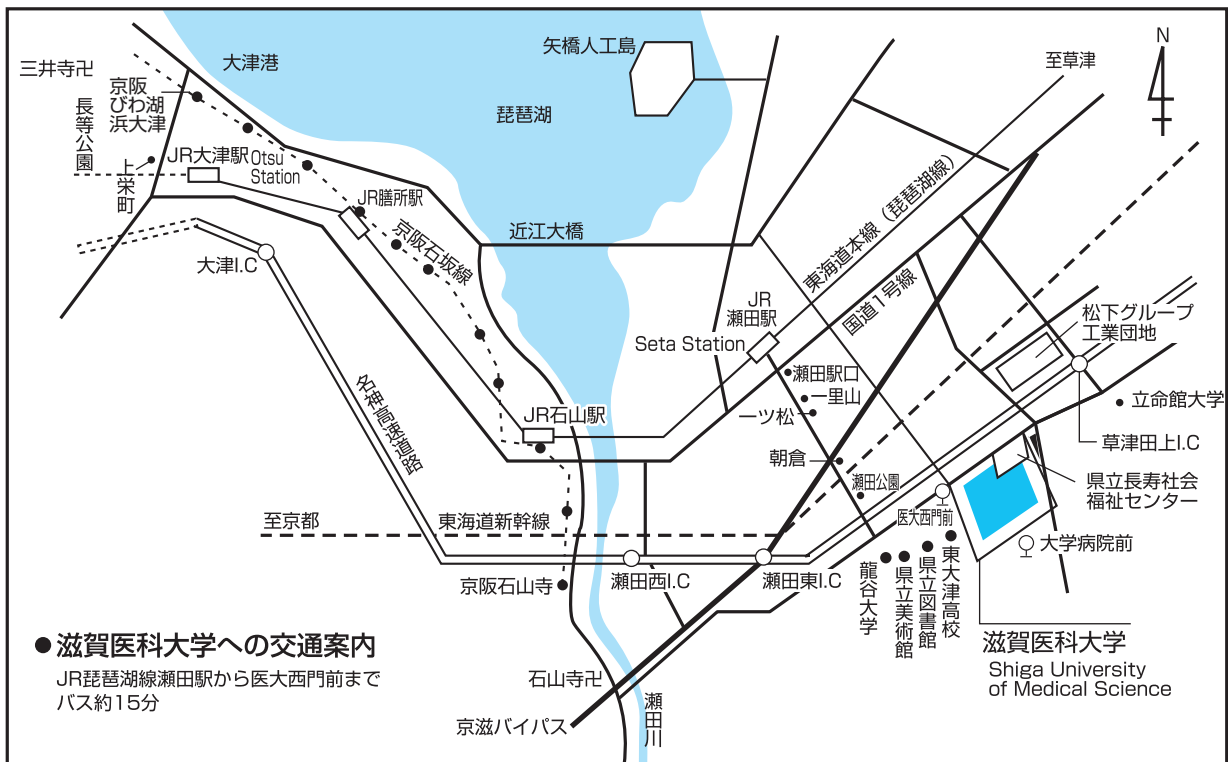 三井寺卍
大津港
京阪
びわ湖
浜大津
長等公園
上栄町
JR大津駅
Otsu
Station
JR膳所駅
京阪石坂線
大津I.C
名神高速道路
矢橋人工島
琵琶湖
近江大橋
至草津
N
東海道本線（琵琶湖線）
国道1号線
JR
瀬田駅
Seta Station
瀬田駅口
一里山
一ツ松
朝倉
瀬田公園
医大西門前
松下グループ
工業団地
立命館大学
草津田上I.C
県立長寿社会
福祉センター
大学病院前
JR石山駅
至京都
東海道新幹線
京阪石山寺
瀬田西I.C
瀬田東I.C
龍谷大学
県立美術館
県立図書館
東大津高校
滋賀医科大学
Shiga University
of Medical Science
石山寺卍
瀬田川
京滋バイパス
●滋賀医科大学への交通案内
JR琵琶湖線瀬田駅から医大西門前まで
バス約15分